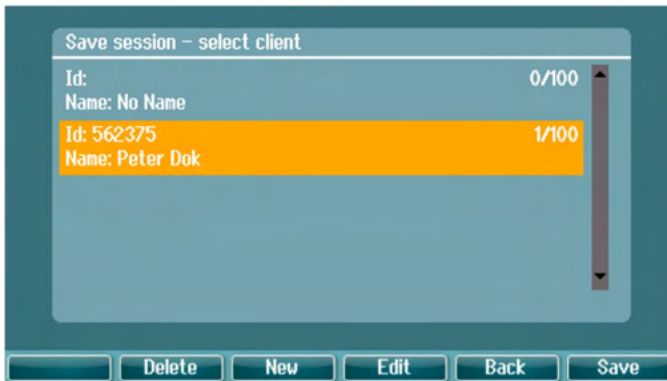 Save session – select client
Id: 0/100
Name: No Name
Id: 562375 1/100
Name: Peter Dok
Delete New Edit Back Save